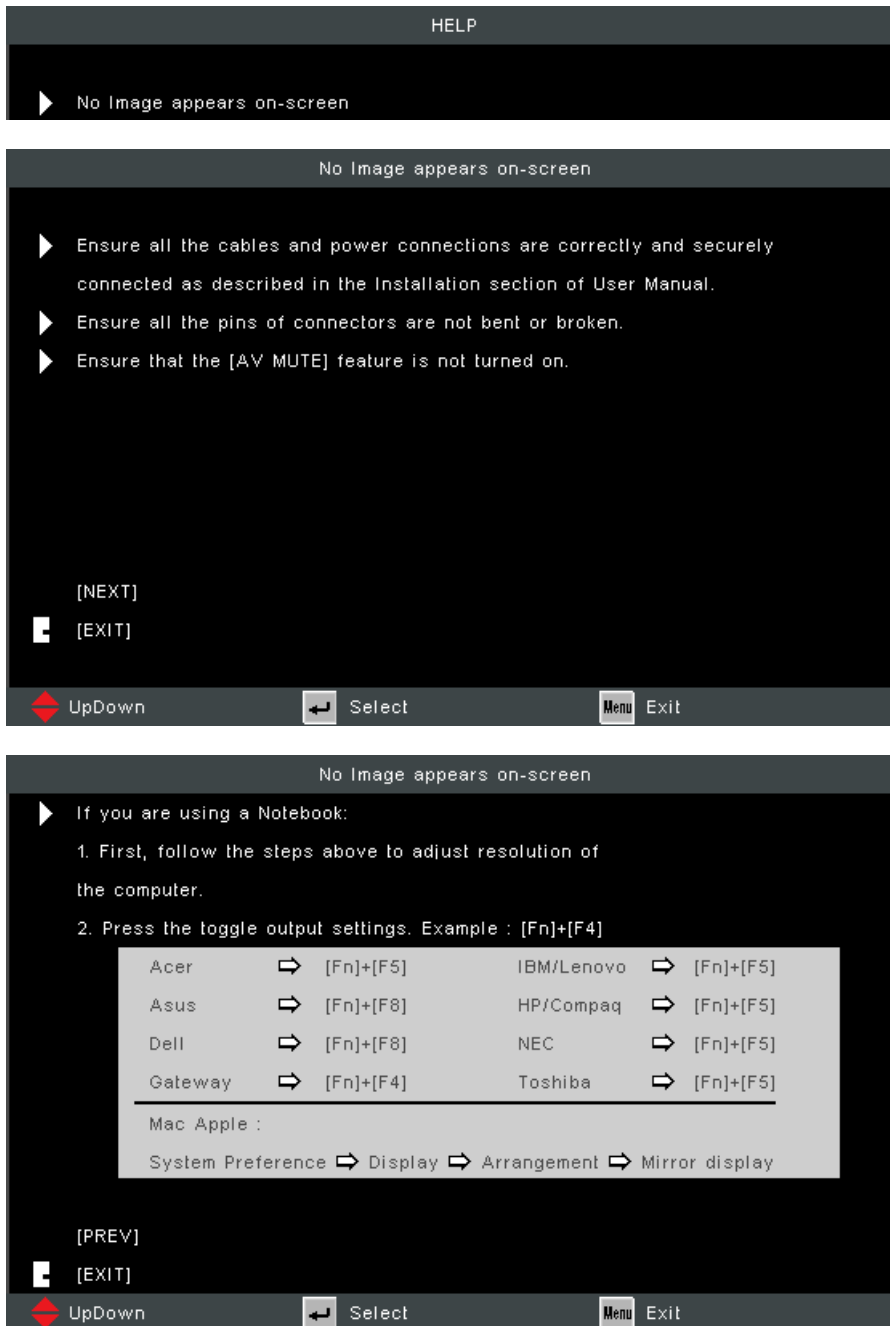 HELP
No Image appears on-screen
No Image appears on-screen
Ensure all the cables and power connections are correctly and securely
connected as described in the Installation section of User Manual.
Ensure all the pins of connectors are not bent or broken.
Ensure that the [AV MUTE] feature is not turned on.
[NEXT]
[EXIT]
UpDown Select Menu Exit
No Image appears on-screen
If you are using a Notebook:
1. First, follow the steps above to adjust resolution of
the computer.
2. Press the toggle output settings. Example : [Fn]+[F4]
Acer ⇨ [Fn]+[F5] IBM/Lenovo ⇨ [Fn]+[F5]
Asus ⇨ [Fn]+[F8] HP/Compaq ⇨ [Fn]+[F5]
Dell ⇨ [Fn]+[F8] NEC ⇨ [Fn]+[F5]
Gateway ⇨ [Fn]+[F4] Toshiba ⇨ [Fn]+[F5]
Mac Apple :
System Preference ⇨ Display ⇨ Arrangement ⇨ Mirror display
[PREV]
[EXIT]
UpDown Select Menu Exit